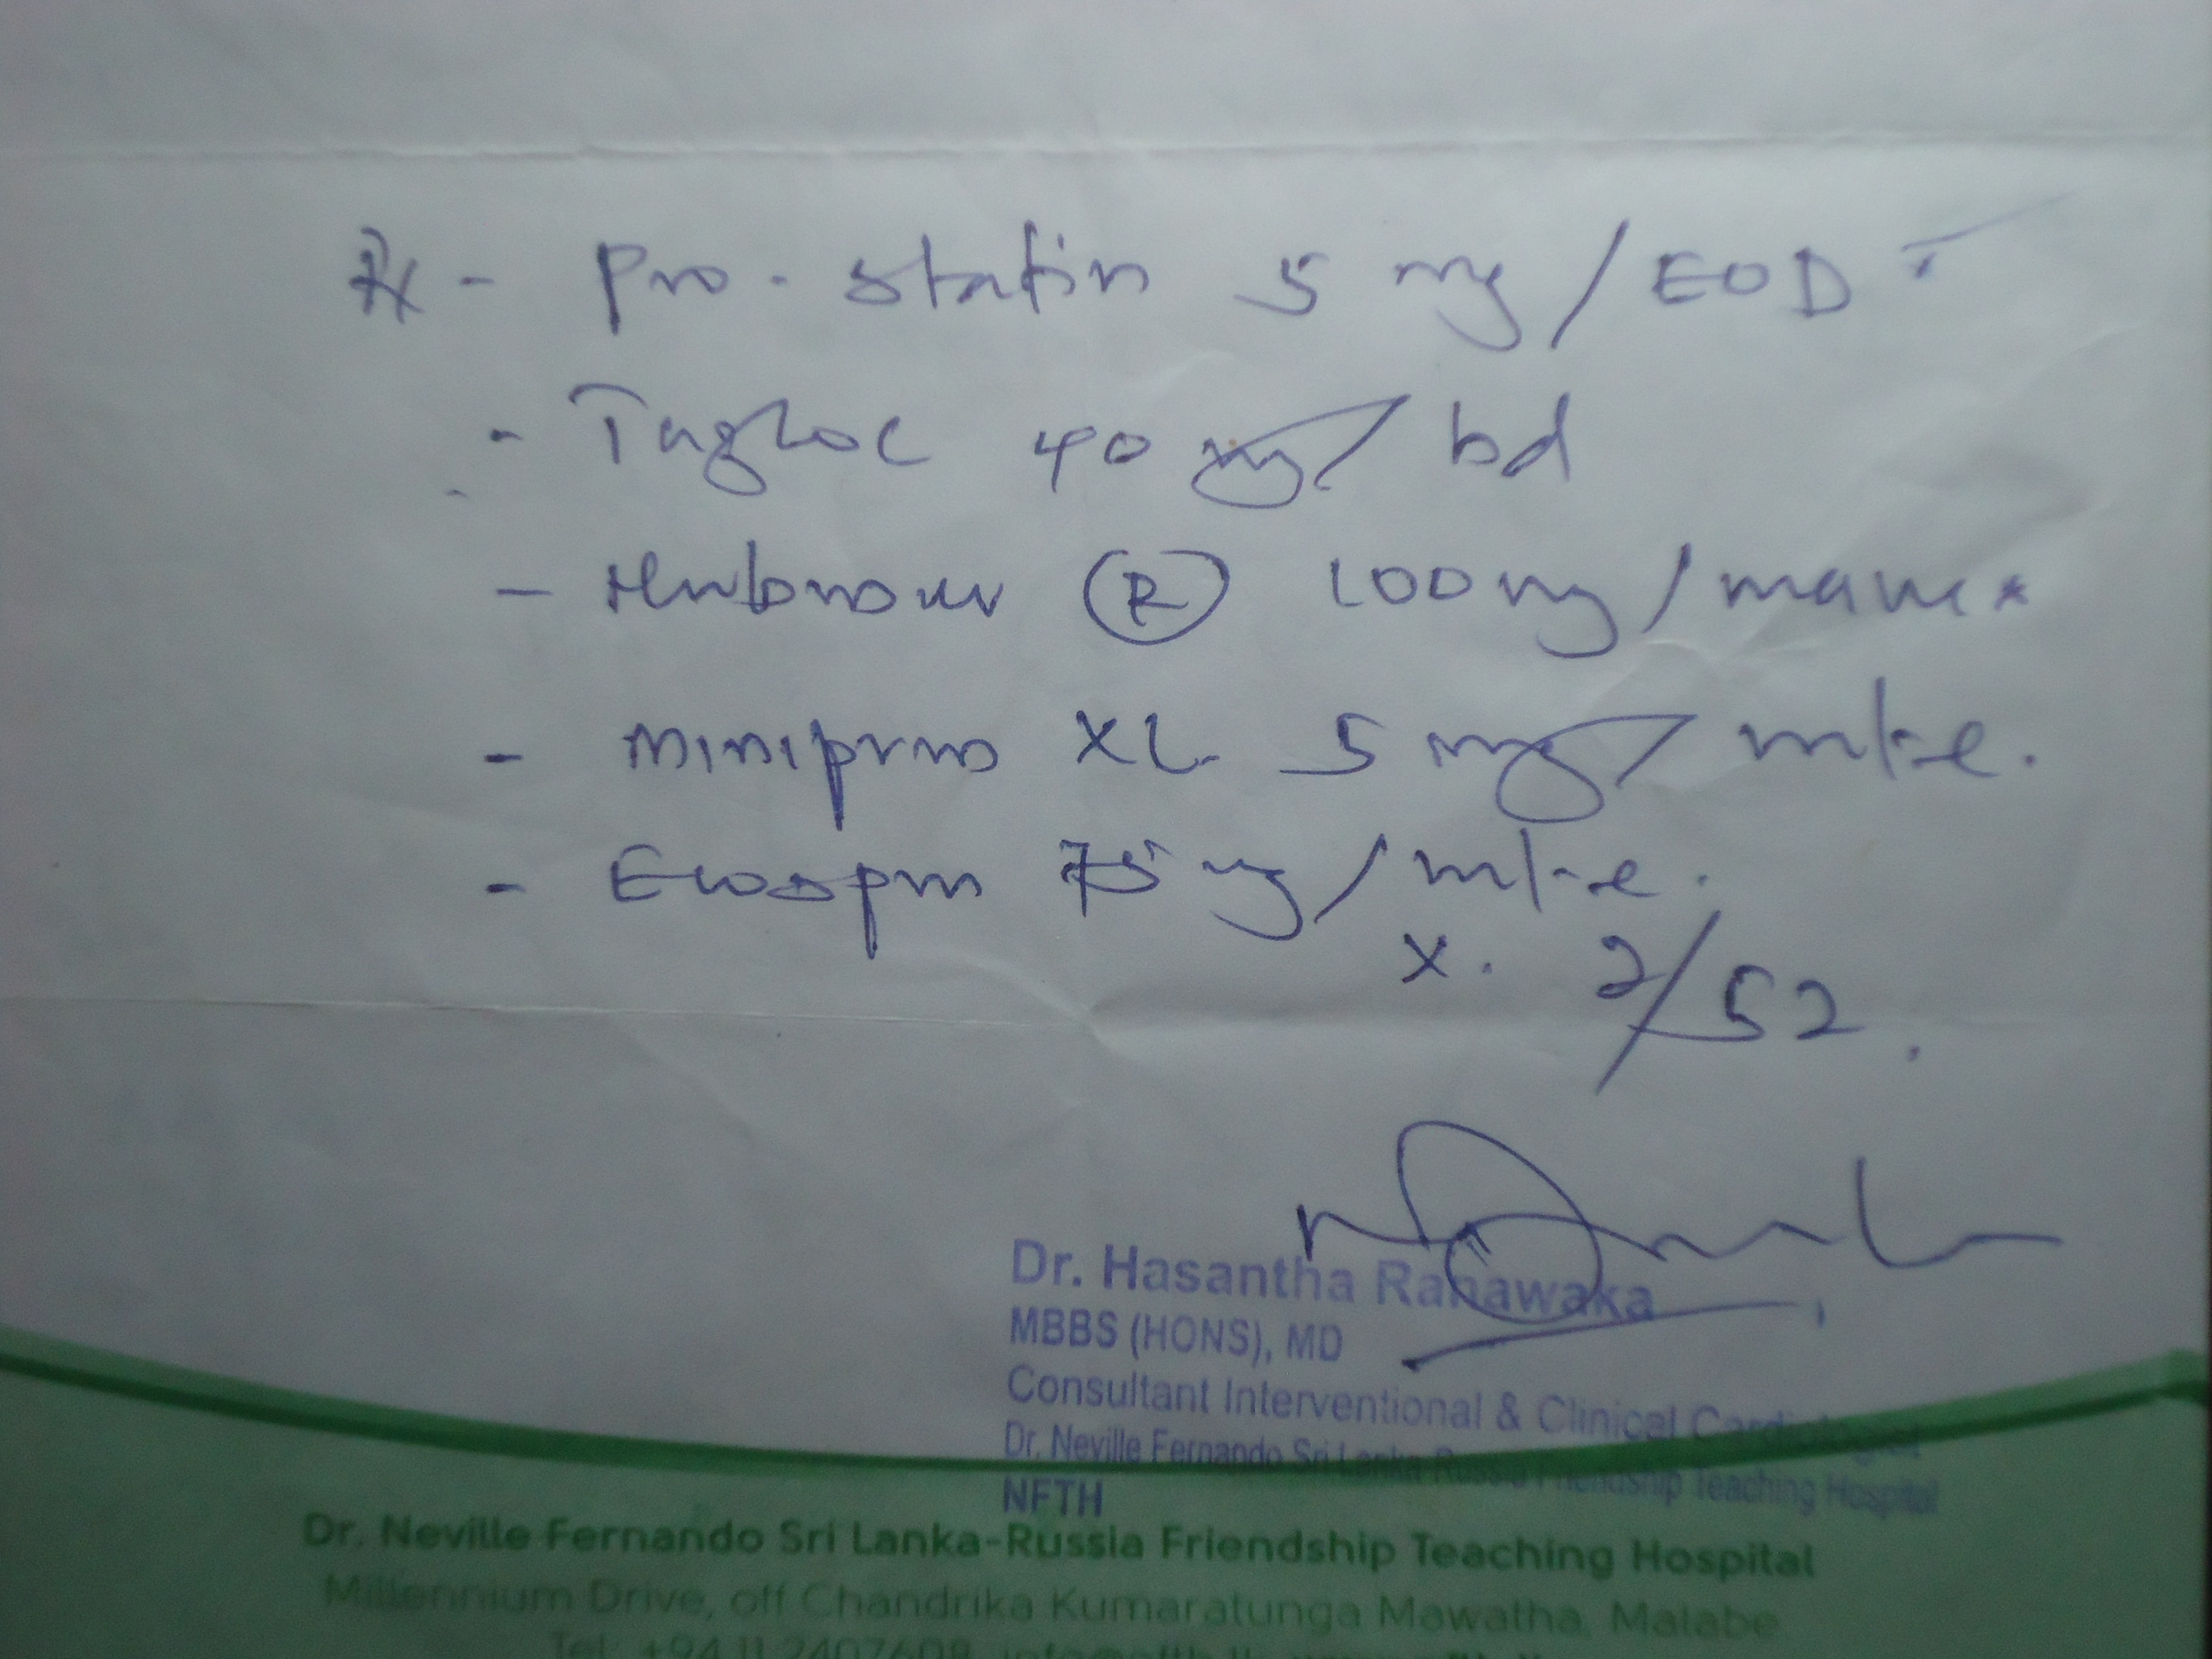 Rx - Pro-statin 5 mg / EOD
- 40 mg / bd
- (R) 100 mg / mane
- Minipress XL 5 mg / nocte.
- Ecosprin 75 mg / nocte.
x. 2/52.
Dr. Hasantha Ranawaka
MBBS (HONS), MD
Consultant Interventional & Clinical Cardiologist
Dr. Neville Fernando Sri Lanka Russia Friendship Teaching Hospital
NFTH
Dr. Neville Fernando Sri Lanka-Russia Friendship Teaching Hospital
Millennium Drive, off Chandrika Kumaratunga Mawatha, Malabe
Tel: +94 11 2407608